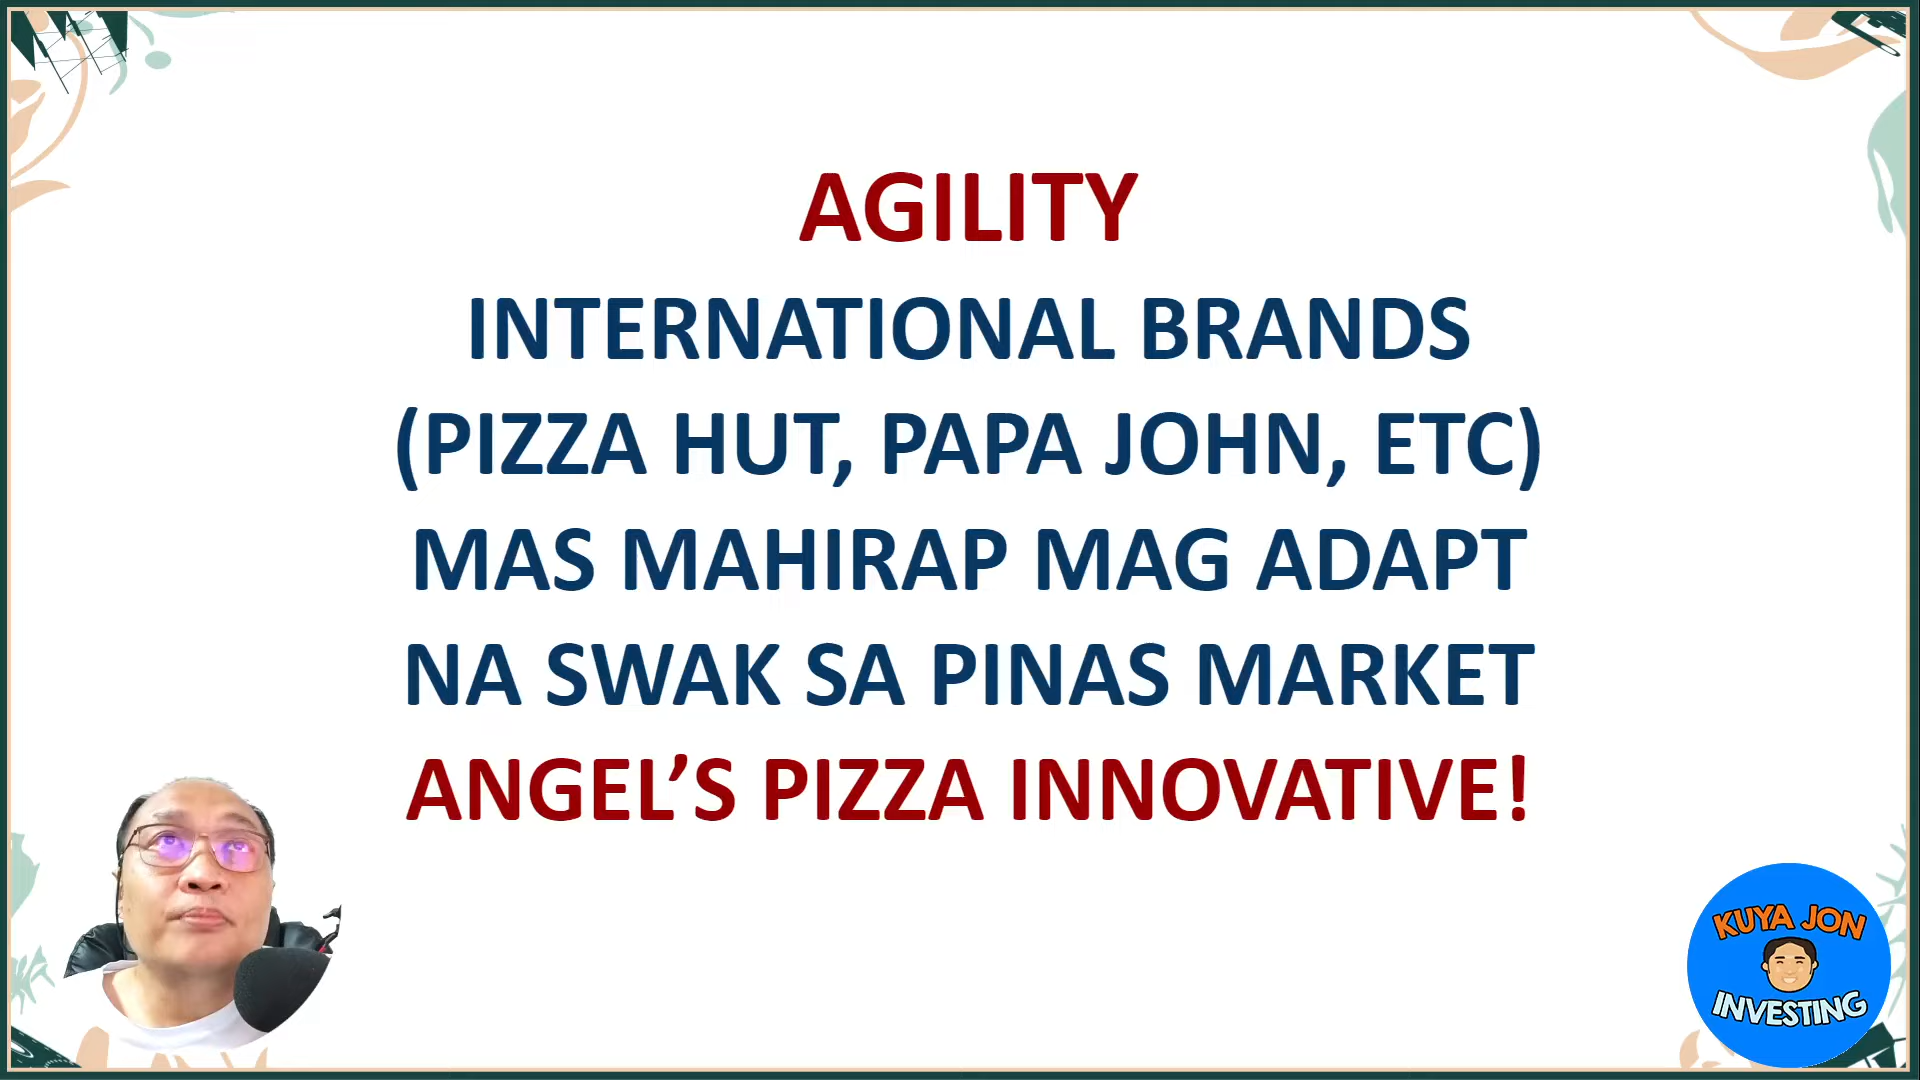 AGILITY
INTERNATIONAL BRANDS
(PIZZA HUT, PAPA JOHN, ETC)
MAS MAHIRAP MAG ADAPT
NA SWAK SA PINAS MARKET
ANGEL’S PIZZA INNOVATIVE!
KUYA JON
INVESTING